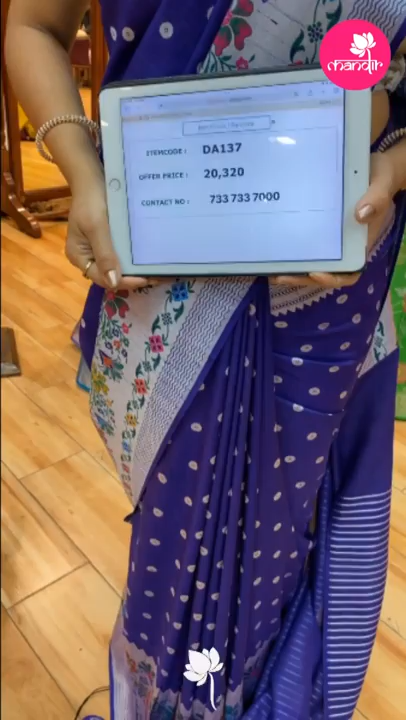 mandir
ITEMCODE : DA137
OFFER PRICE : 20,320
CONTACT NO : 733 733 7000